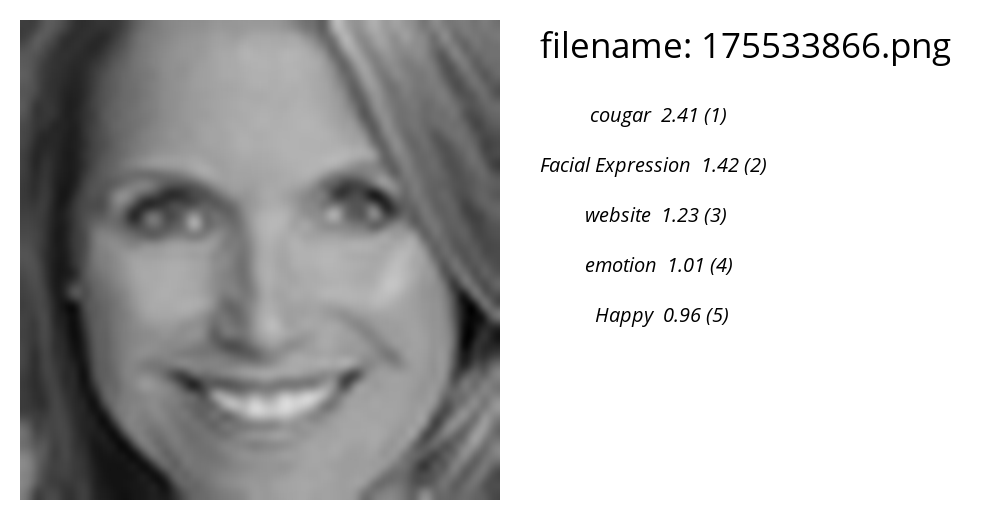 filename: 175533866.png
cougar 2.41 (1)
Facial Expression 1.42 (2)
website 1.23 (3)
emotion 1.01 (4)
Happy 0.96 (5)